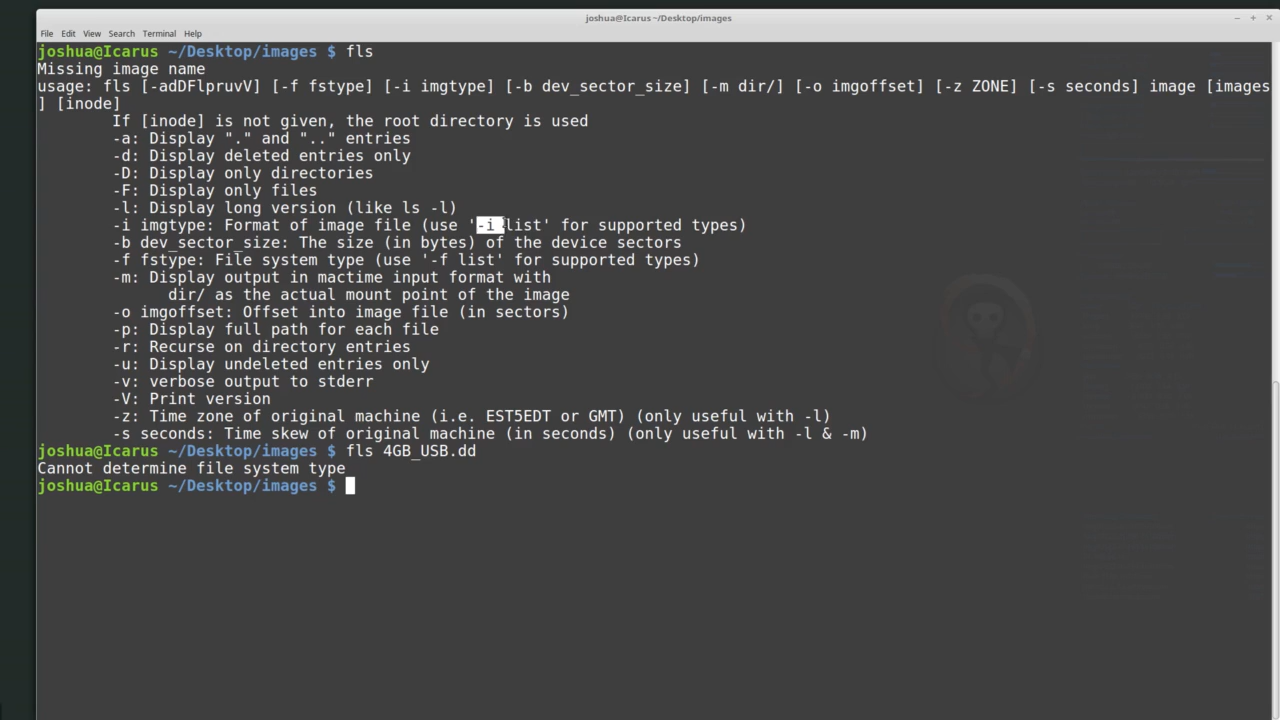 joshua@Icarus ~/Desktop/images
File Edit View Search Terminal Help
joshua@Icarus ~/Desktop/images $ fls
Missing image name
usage: fls [-adDFlpruvV] [-f fstype] [-i imgtype] [-b dev_sector_size] [-m dir/] [-o imgoffset] [-z ZONE] [-s seconds] image [images
] [inode]
If [inode] is not given, the root directory is used
-a: Display "." and ".." entries
-d: Display deleted entries only
-D: Display only directories
-F: Display only files
-l: Display long version (like ls -l)
-i imgtype: Format of image file (use '-i list' for supported types)
-b dev_sector_size: The size (in bytes) of the device sectors
-f fstype: File system type (use '-f list' for supported types)
-m: Display output in mactime input format with
dir/ as the actual mount point of the image
-o imgoffset: Offset into image file (in sectors)
-p: Display full path for each file
-r: Recurse on directory entries
-u: Display undeleted entries only
-v: verbose output to stderr
-V: Print version
-z: Time zone of original machine (i.e. EST5EDT or GMT) (only useful with -l)
-s seconds: Time skew of original machine (in seconds) (only useful with -l & -m)
joshua@Icarus ~/Desktop/images $ fls 4GB_USB.dd
Cannot determine file system type
joshua@Icarus ~/Desktop/images $